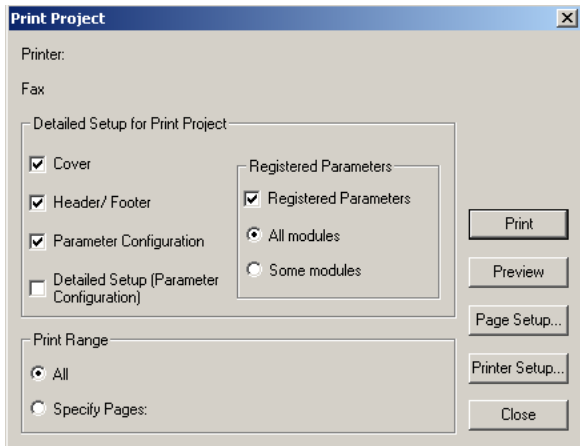 Print Project
Printer:
Fax
Detailed Setup for Print Project
Cover
Header/ Footer
Parameter Configuration
Detailed Setup (Parameter
Configuration)
Registered Parameters
Registered Parameters
All modules
Some modules
Print Range
All
Specify Pages:
Print
Preview
Page Setup...
Printer Setup...
Close